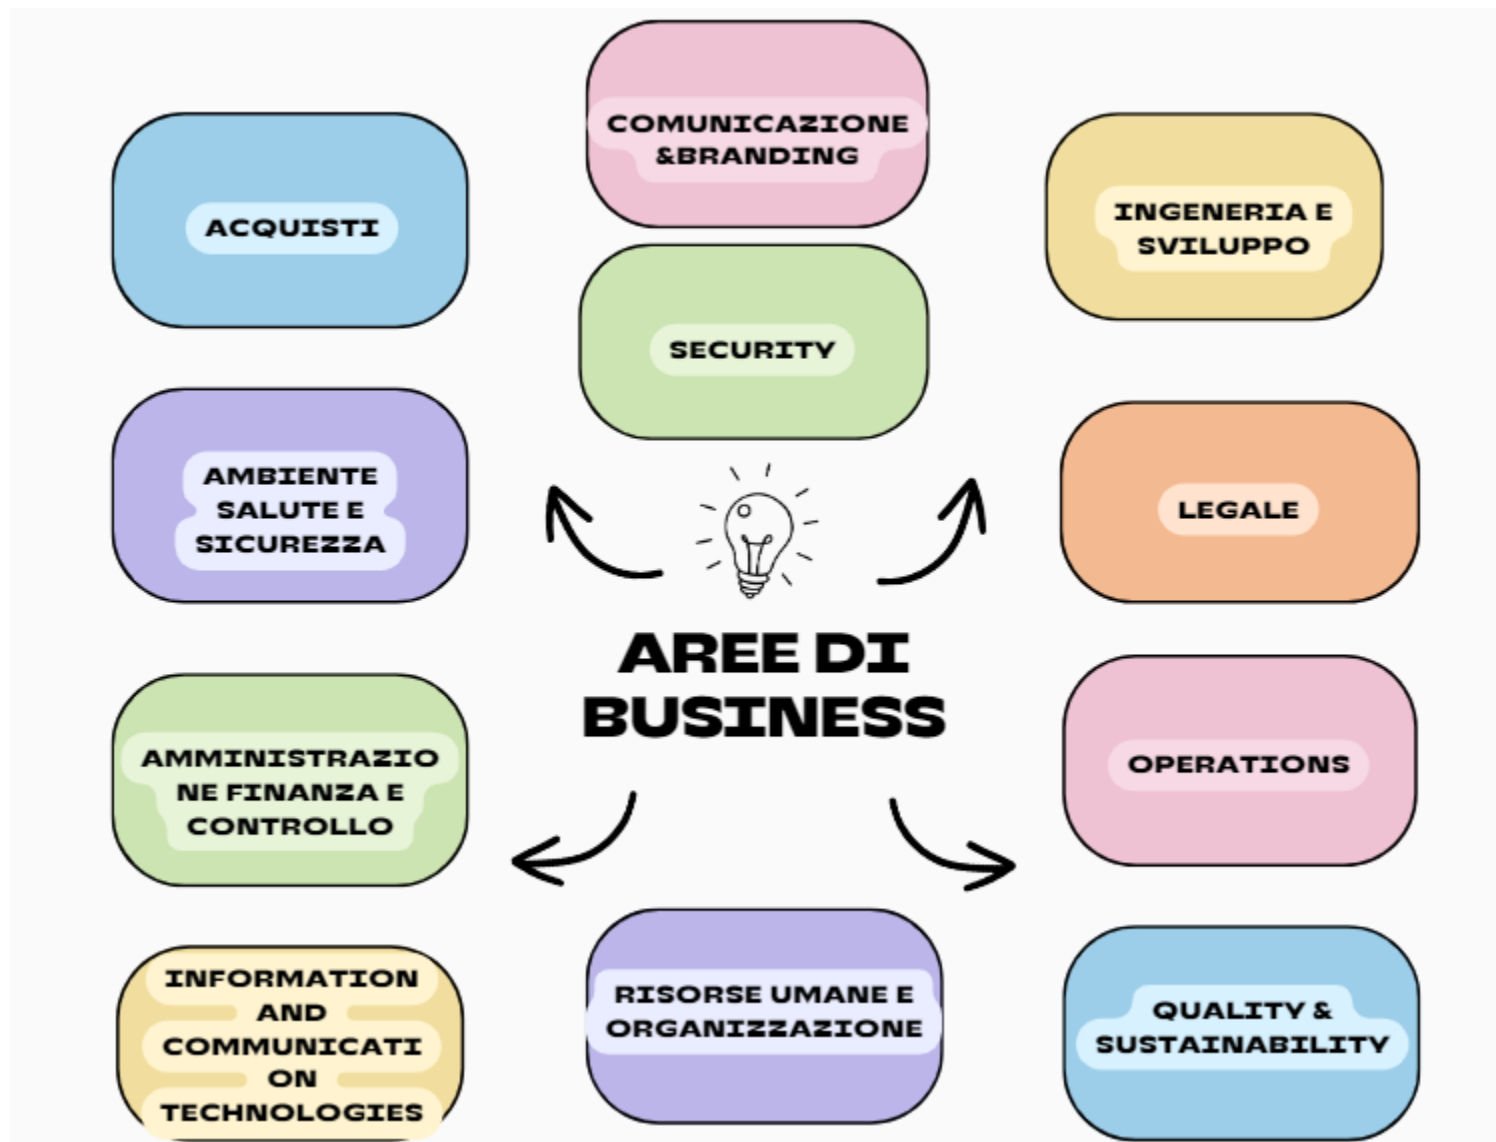 COMUNICAZIONE
&BRANDING
ACQUISTI
INGENERIA E
SVILUPPO
SECURITY
AMBIENTE
SALUTE E
SICUREZZA
LEGALE
AREE DI
BUSINESS
AMMINISTRAZIO
NE FINANZA E
CONTROLLO
OPERATIONS
INFORMATION
AND
COMMUNICATI
ON
TECHNOLOGIES
RISORSE UMANE E
ORGANIZZAZIONE
QUALITY &
SUSTAINABILITY